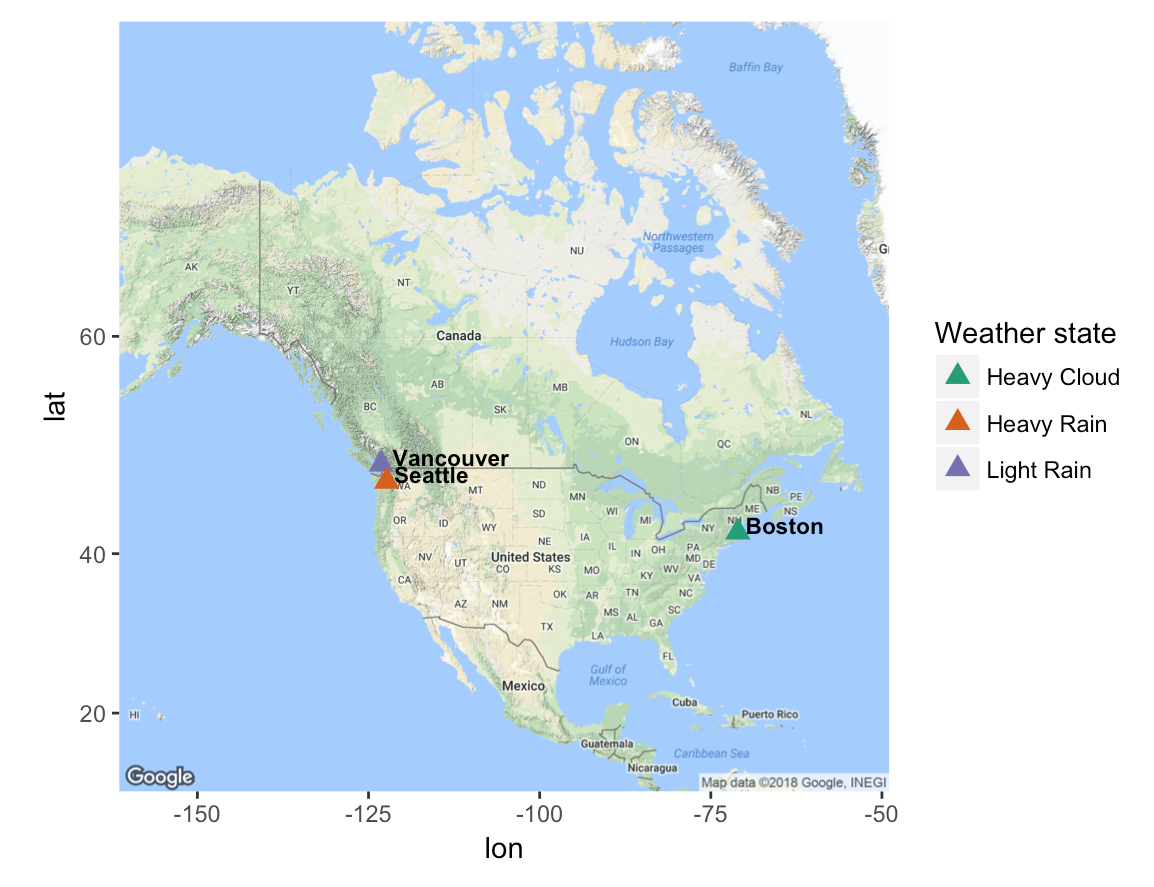 Baffin Bay
Northwestern
Passages
G
NU
AK
YT
NT
60
Canada
Hudson Bay
Weather state
Heavy Cloud
Heavy Rain
Light Rain
lat
AB
MB
BC
SK
NL
ON
QC
Vancouver
Seattle
WA
MT
ND
MN
NB
PE
ME
NS
OR
ID
WY
SD
WI
MI
NY
NH
Boston
40
NV
UT
United States
NE
CO
KS
IA
IL
IN
OH
PA
MD
DE
WV
VA
CA
MO
KY
AZ
NM
OK
AR
TN
NC
MS
AL
GA
SC
TX
LA
FL
Gulf of
Mexico
Mexico
Cuba
Puerto Rico
20
HI
Guatemala
Caribbean Sea
Nicaragua
Google
Map data ©2018 Google, INEGI
-150
-125
-100
-75
-50
lon